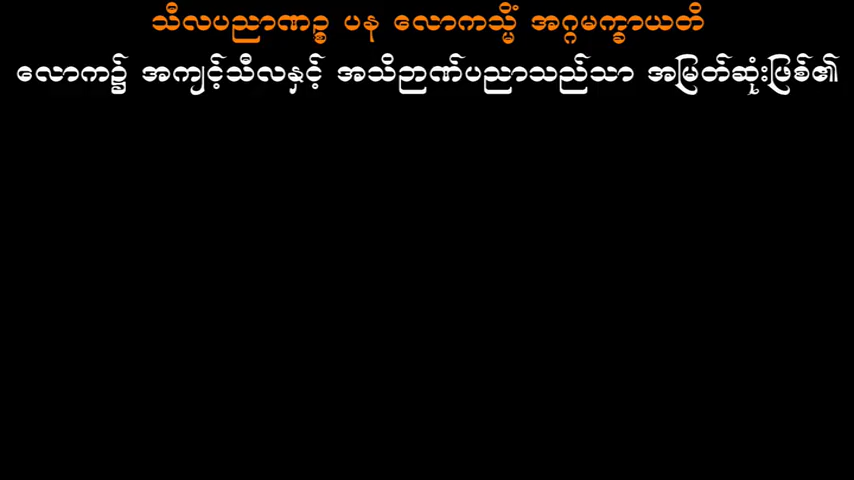 သီလပညာဏဉ္စ ပန လောကသ္မိံ အဂ္ဂမက္ခာယတိ
လောက၌ အကျင့်သီလနှင့် အသိဉာဏ်ပညာသည်သာ အမြတ်ဆုံးဖြစ်၏